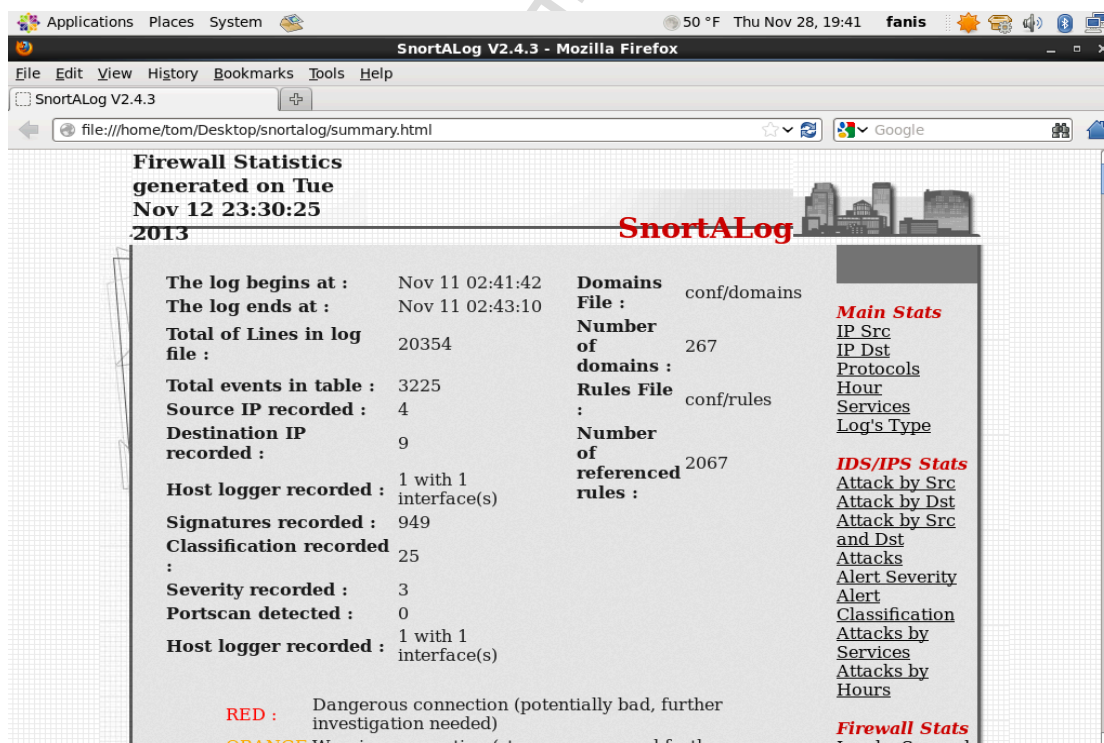 Applications Places System 50 °F Thu Nov 28, 19:41 fanis
SnortALog V2.4.3 - Mozilla Firefox
File Edit View History Bookmarks Tools Help
SnortALog V2.4.3
file:///home/tom/Desktop/snortalog/summary.html
Google
Firewall Statistics
generated on Tue
Nov 12 23:30:25
2013
SnortALog
The log begins at : Nov 11 02:41:42
The log ends at : Nov 11 02:43:10
Total of Lines in log
file : 20354
Total events in table : 3225
Source IP recorded : 4
Destination IP
recorded : 9
Host logger recorded : 1 with 1
interface(s)
Signatures recorded : 949
Classification recorded
: 25
Severity recorded : 3
Portscan detected : 0
Host logger recorded : 1 with 1
interface(s)
Domains
File : conf/domains
Number
of
domains : 267
Rules File
: conf/rules
Number
of
referenced
rules : 2067
RED : Dangerous connection (potentially bad, further
investigation needed)
Main Stats
IP Src
IP Dst
Protocols
Hour
Services
Log's Type
IDS/IPS Stats
Attack by Src
Attack by Dst
Attack by Src
and Dst
Attacks
Alert Severity
Alert
Classification
Attacks by
Services
Attacks by
Hours
Firewall Stats